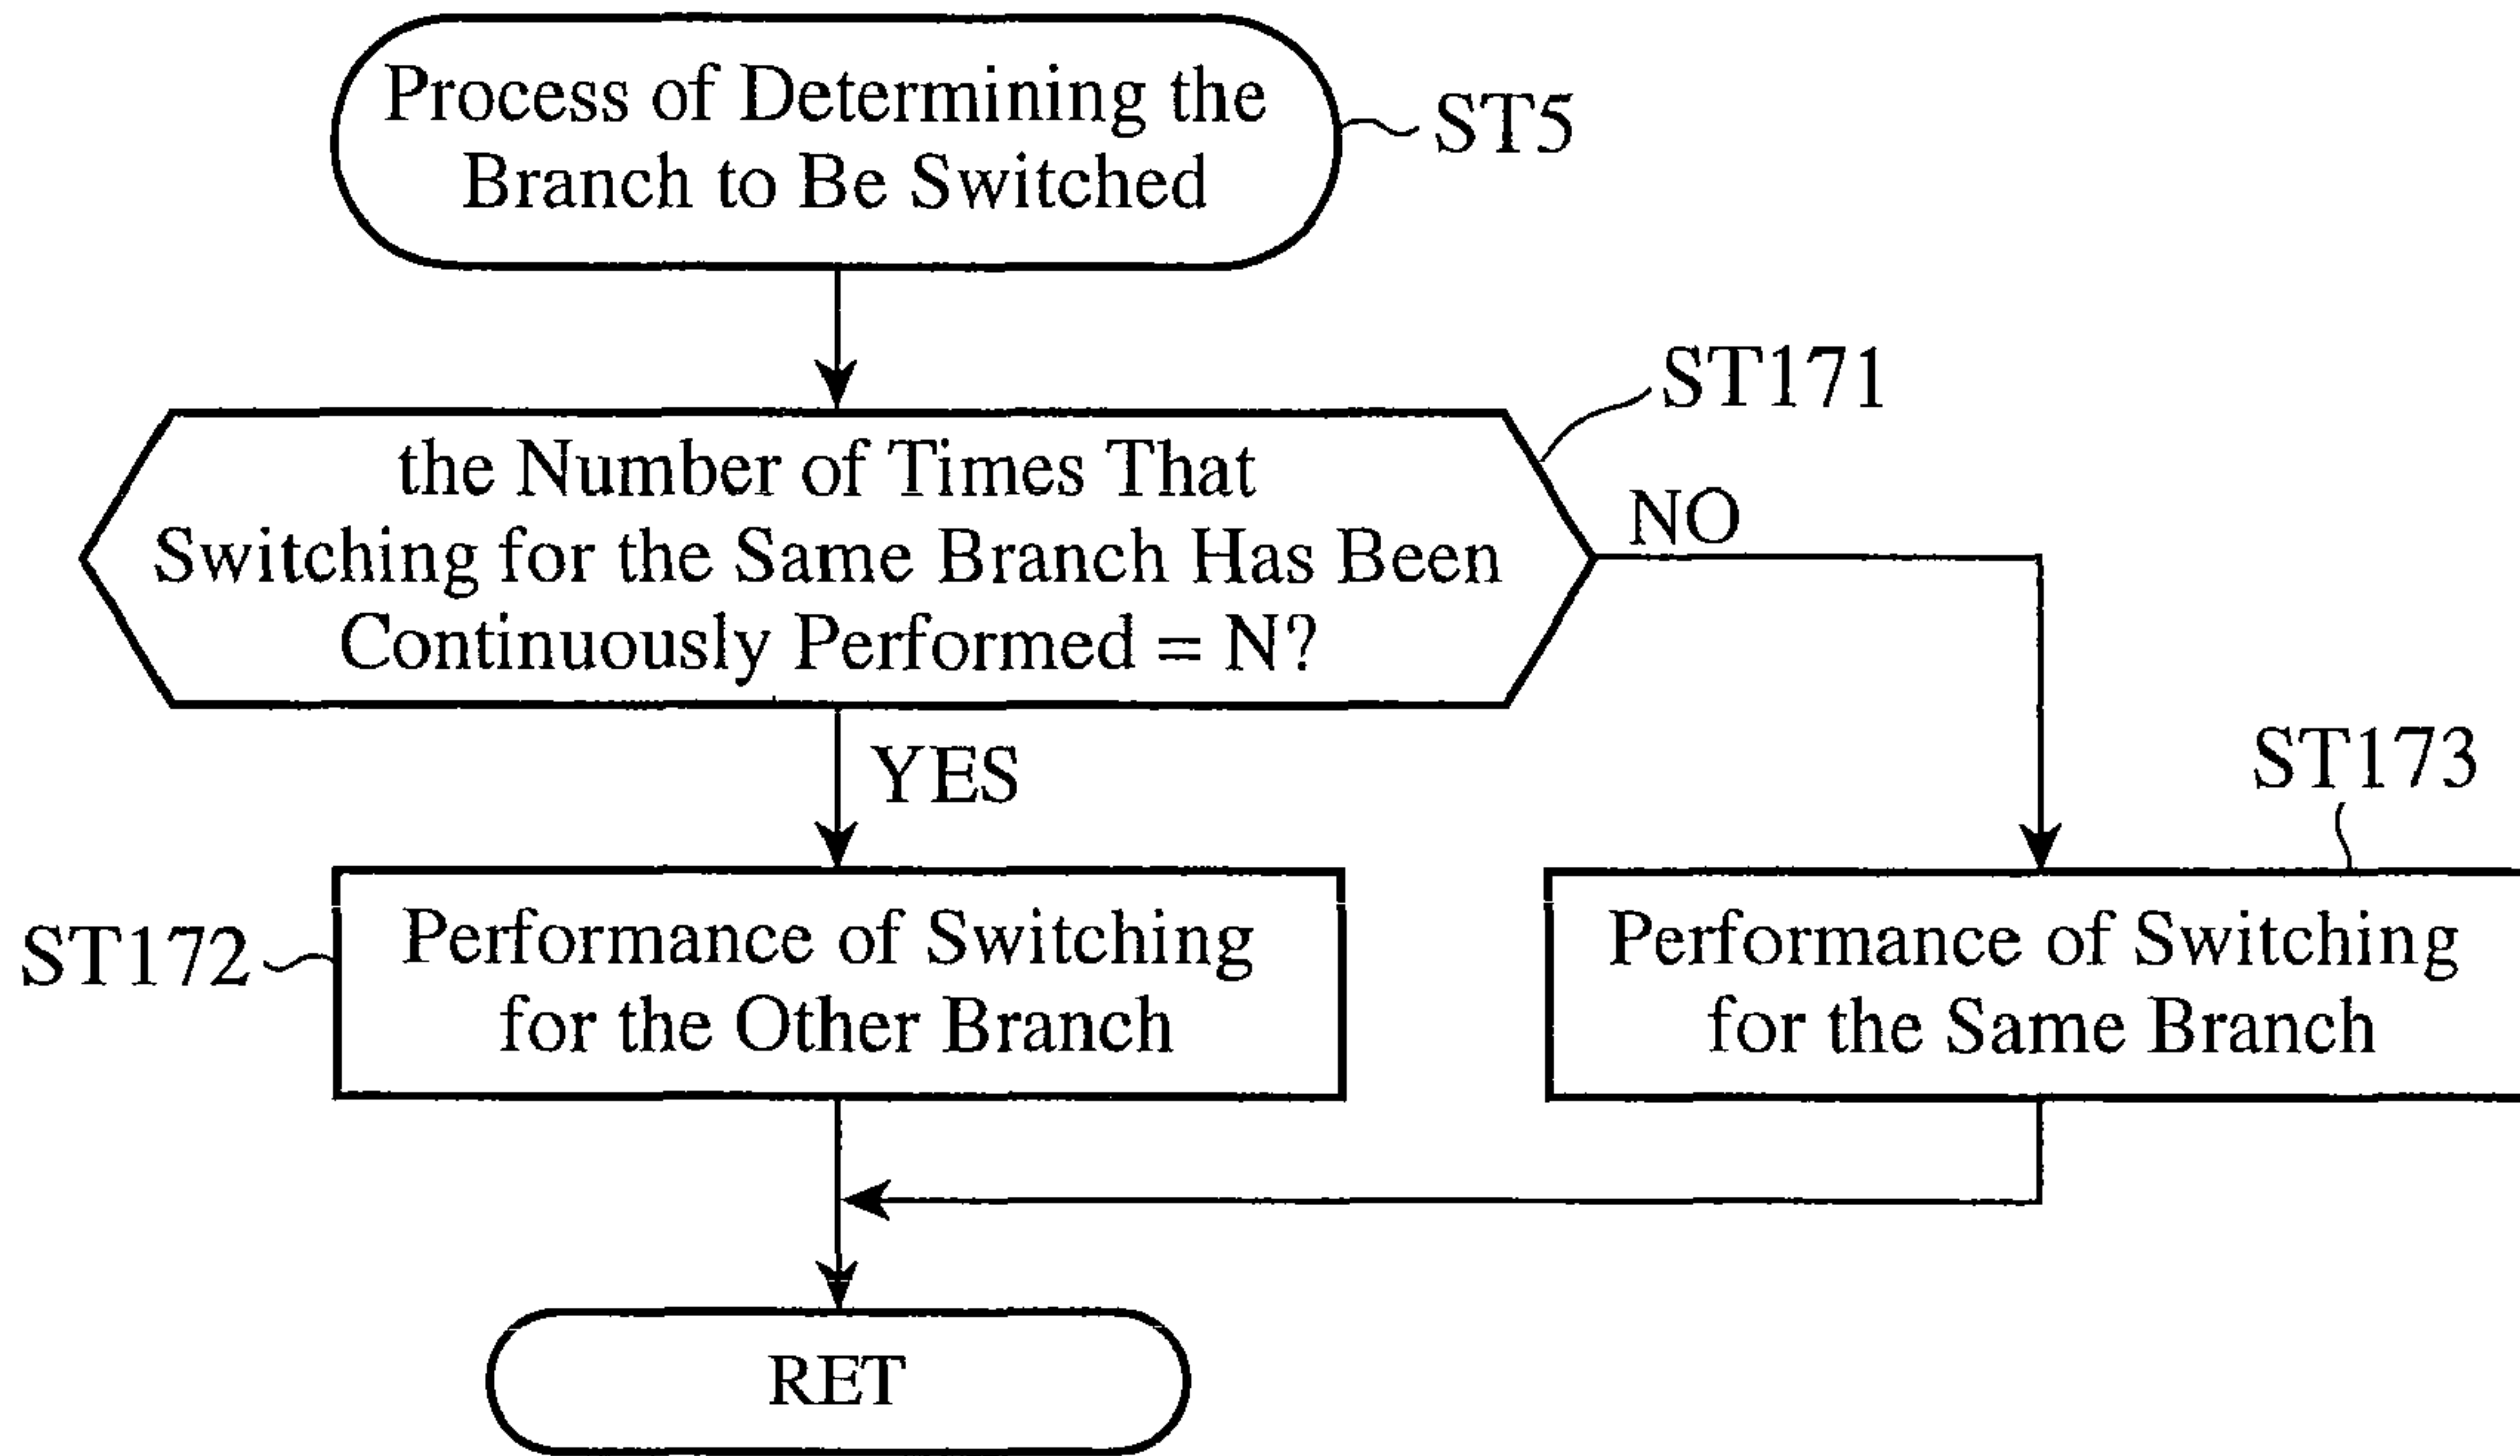 Process of Determining the
Branch to Be Switched
ST5
ST171
the Number of Times That
Switching for the Same Branch Has Been
Continuously Performed = N?
NO
YES
ST173
ST172
Performance of Switching
for the Other Branch
Performance of Switching
for the Same Branch
RET